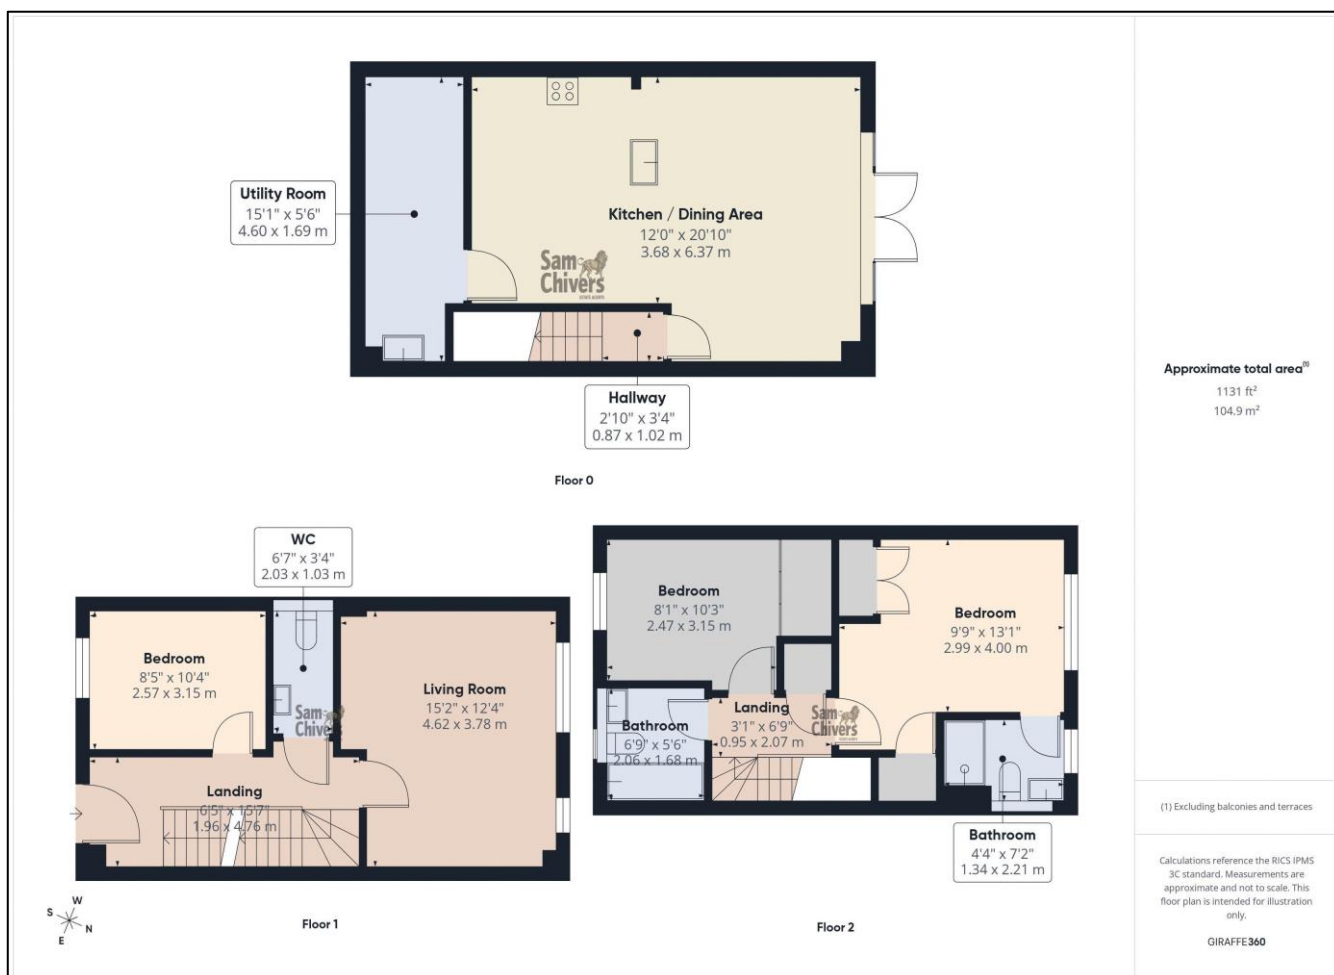 Utility Room
15'1" x 5'6"
4.60 x 1.69 m
Kitchen / Dining Area
12'0" x 20'10"
3.68 x 6.37 m
Sam
Chivers
ESTATE AGENTS
Hallway
2'10" x 3'4"
0.87 x 1.02 m
Floor 0
Approximate total area(1)
1131 ft²
104.9 m²
WC
6'7" x 3'4"
2.03 x 1.03 m
Bedroom
8'5" x 10'4"
2.57 x 3.15 m
Living Room
15'2" x 12'4"
4.62 x 3.78 m
Sam
Chivers
Landing
6'5" x 15'7"
1.96 x 4.76 m
Floor 1
W
S
N
E
Bedroom
8'1" x 10'3"
2.47 x 3.15 m
Bedroom
9'9" x 13'1"
2.99 x 4.00 m
Bathroom
6'9" x 5'6"
2.06 x 1.68 m
Landing
3'1" x 6'9"
0.95 x 2.07 m
Sam
Chivers
Bathroom
4'4" x 7'2"
1.34 x 2.21 m
Floor 2
(1) Excluding balconies and terraces
Calculations reference the RICS IPMS
3C standard. Measurements are
approximate and not to scale. This
floor plan is intended for illustration
only.
GIRAFFE360